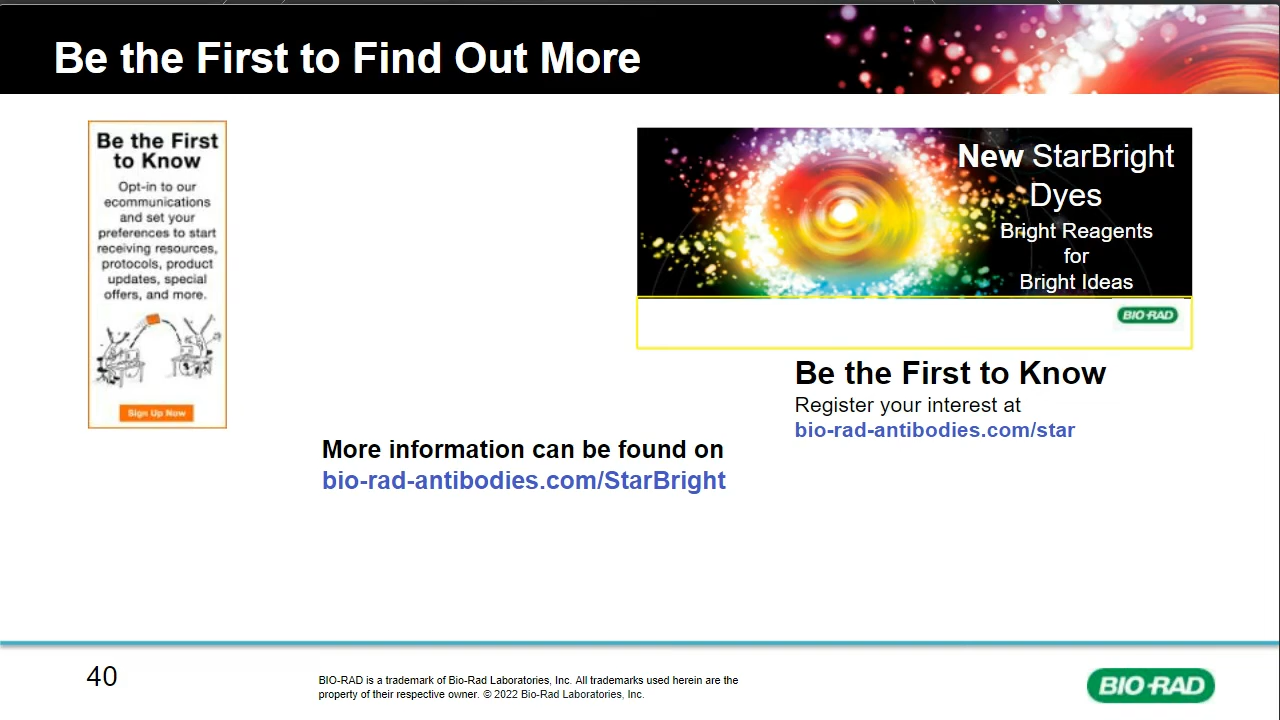 Be the First to Find Out More
Be the First
to Know
Opt-in to our
ecommunications
and set your
preferences to start
receiving resources,
protocols, product
updates, special
offers, and more.
Sign Up Now
New StarBright
Dyes
Bright Reagents
for
Bright Ideas
BIO-RAD
Be the First to Know
Register your interest at
bio-rad-antibodies.com/star
More information can be found on
bio-rad-antibodies.com/StarBright
40
BIO-RAD is a trademark of Bio-Rad Laboratories, Inc. All trademarks used herein are the
property of their respective owner. © 2022 Bio-Rad Laboratories, Inc.
BIO-RAD